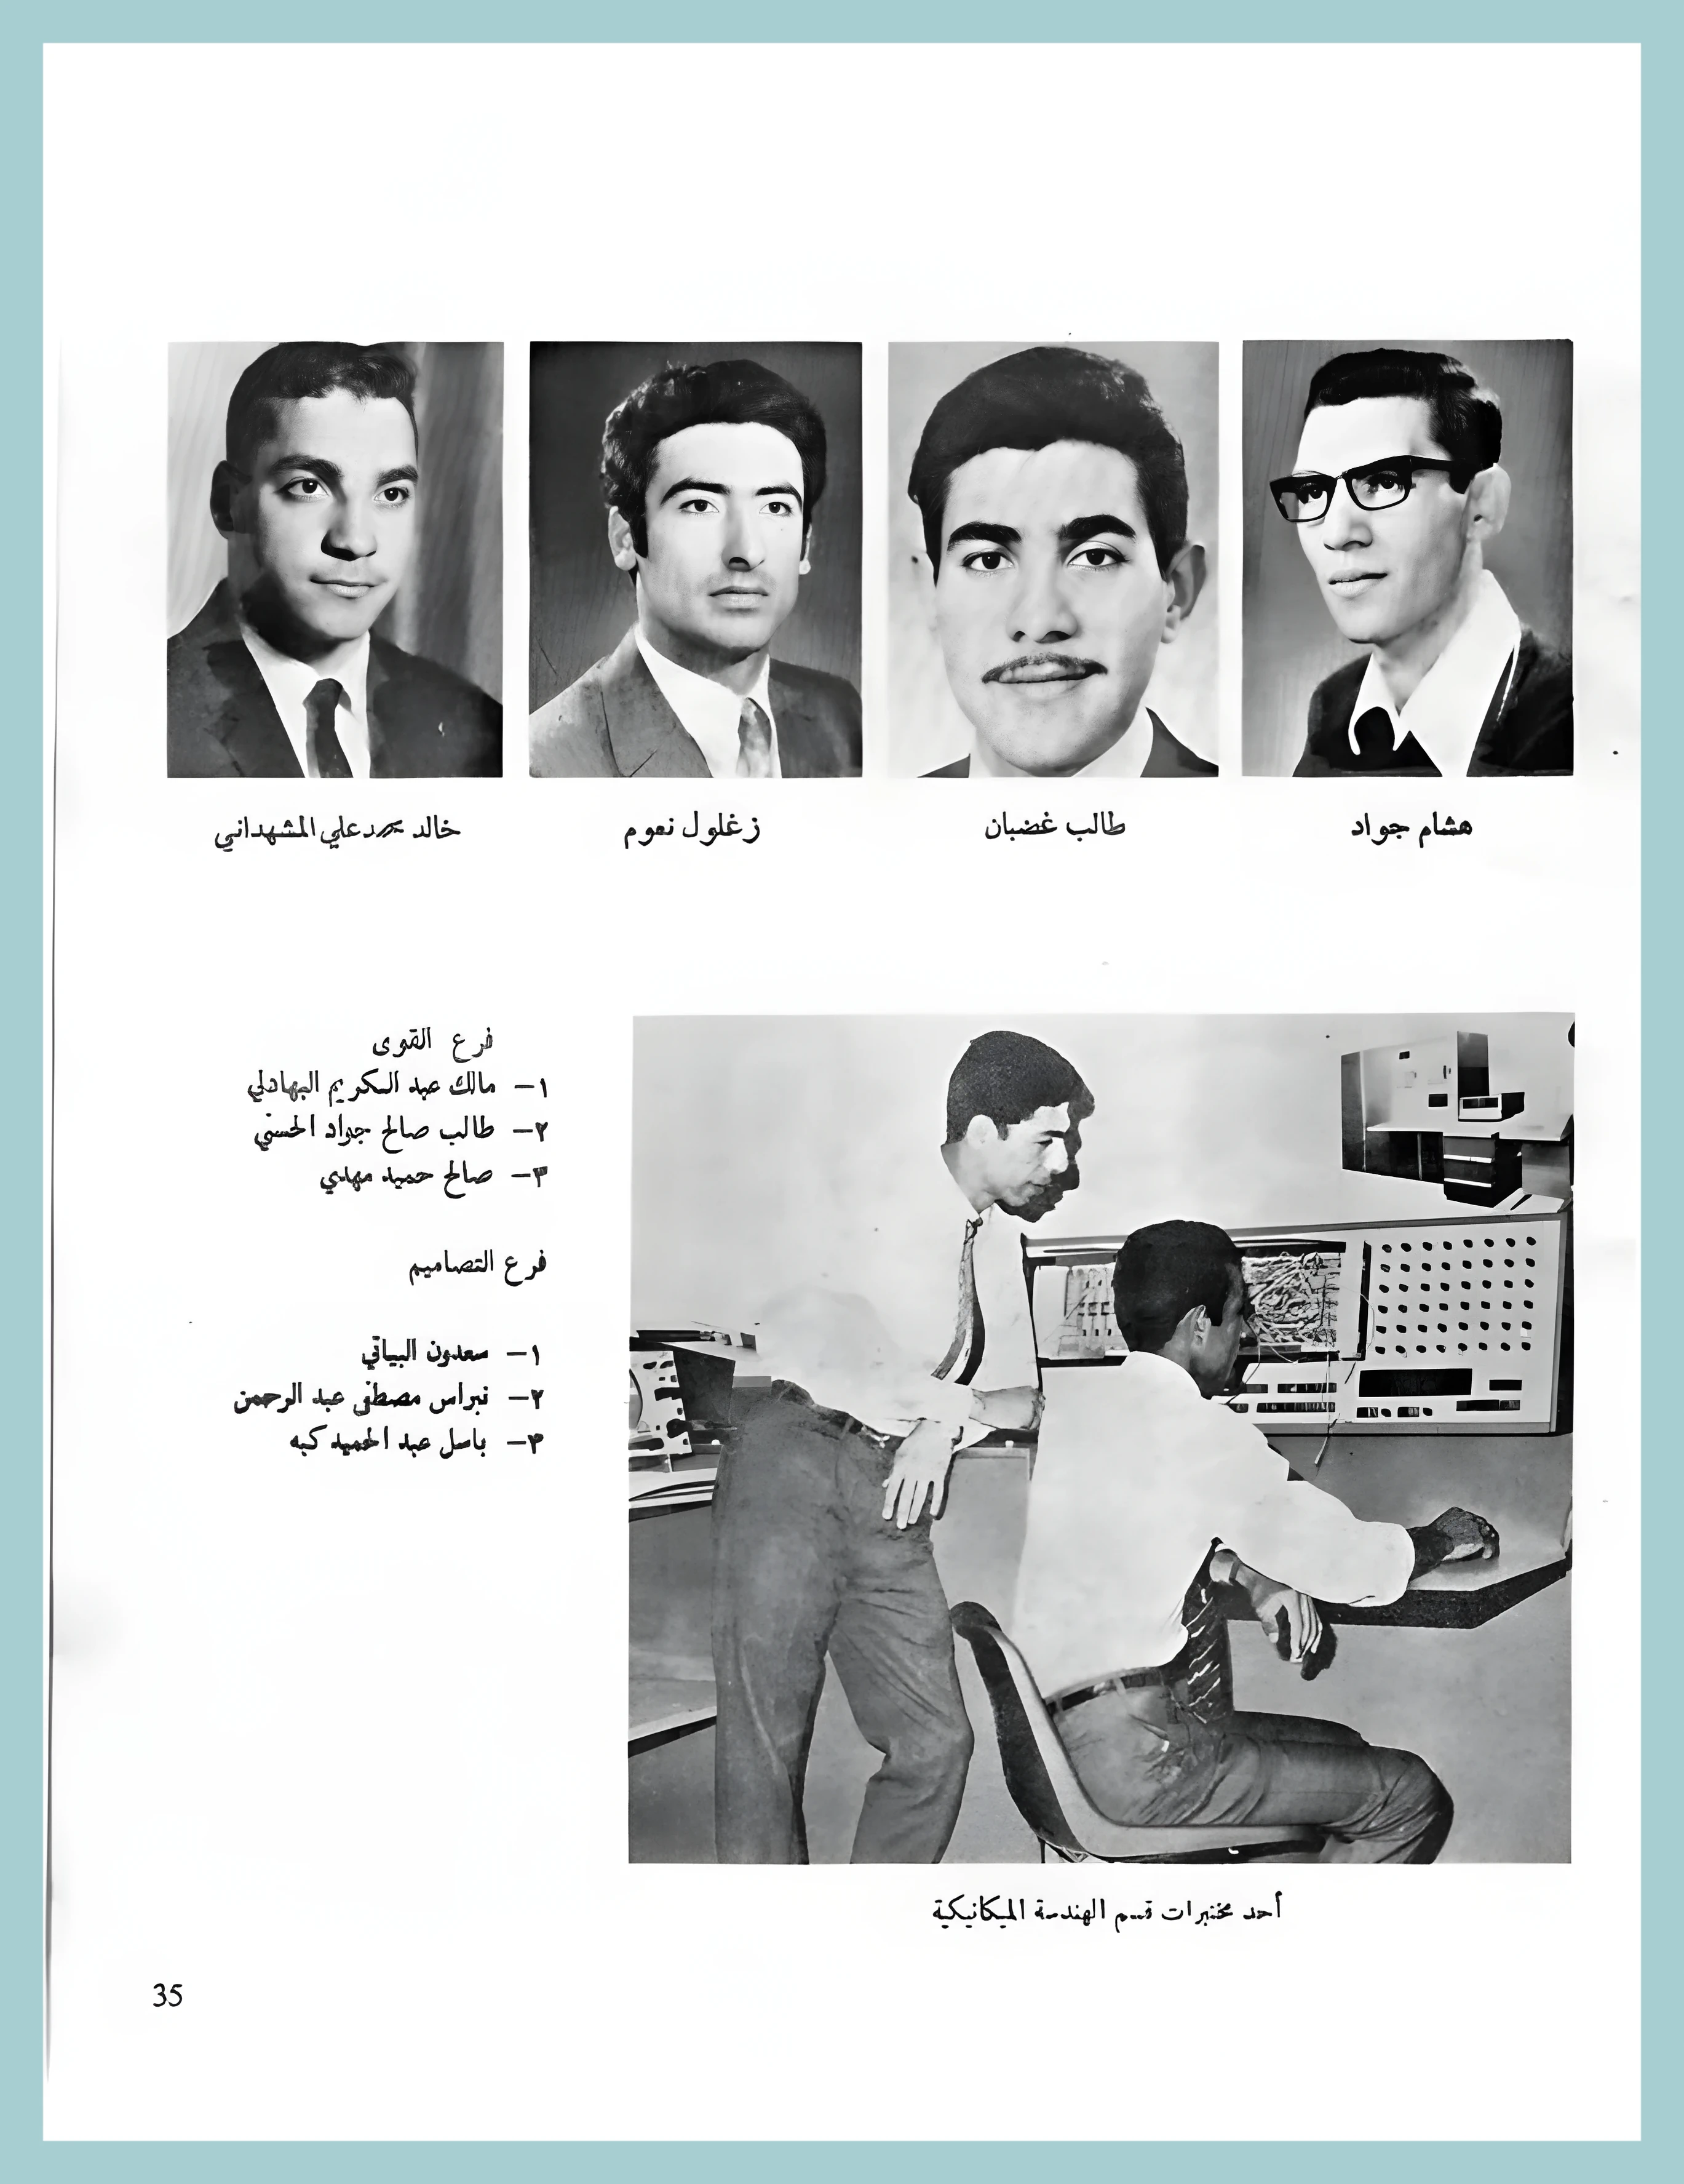 هشام جواد
طالب غضبان
زغلول نعوم
خالد محمد علي المشهداني
فرع القوى
١- مالك عبد الكريم البهادلي
٢- طالب صالح جواد الحسني
٣- صالح حميد مهدي
فرع التصاميم
١- سعدون البياتي
٢- نبراس مصطفى عبد الرحمن
٣- باسل عبد الحميد كبه
أحد مختبرات قسم الهندسة الميكانيكية
35